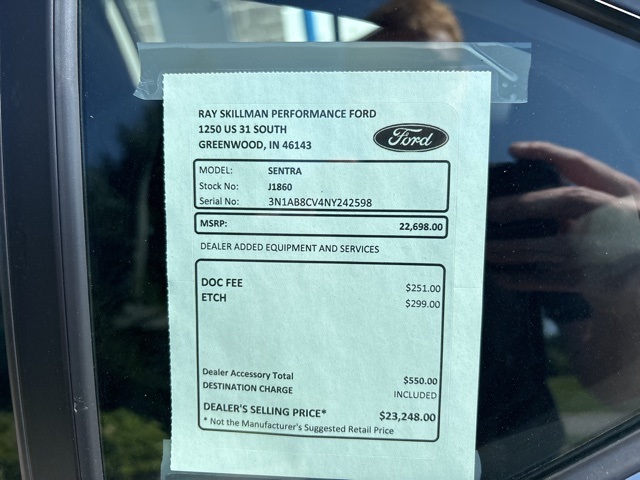 RAY SKILLMAN PERFORMANCE FORD
1250 US 31 SOUTH
GREENWOOD, IN 46143
Ford
MODEL: SENTRA
Stock No: J1860
Serial No: 3N1AB8CV4NY242598
MSRP: 22,698.00
DEALER ADDED EQUIPMENT AND SERVICES
DOC FEE $251.00
ETCH $299.00
Dealer Accessory Total $550.00
DESTINATION CHARGE INCLUDED
DEALER'S SELLING PRICE* $23,248.00
* Not the Manufacturer's Suggested Retail Price